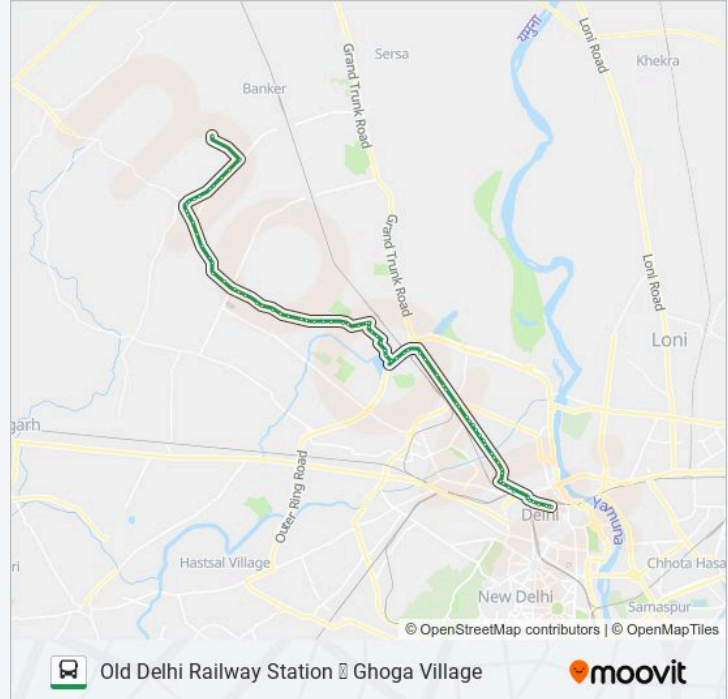 यमुना
Loni Road
Sersa
Khekra
Grand Trunk Road
Banker
Grand Trunk Road
Loni Road
Loni
garh
Outer Ring Road
Delhi
Yamuna
Hastsal Village
ri
Chhota Hasa
New Delhi
Samaspur
© OpenStreetMap contributors | © OpenMapTiles
Old Delhi Railway Station Ghoga Village
moovit